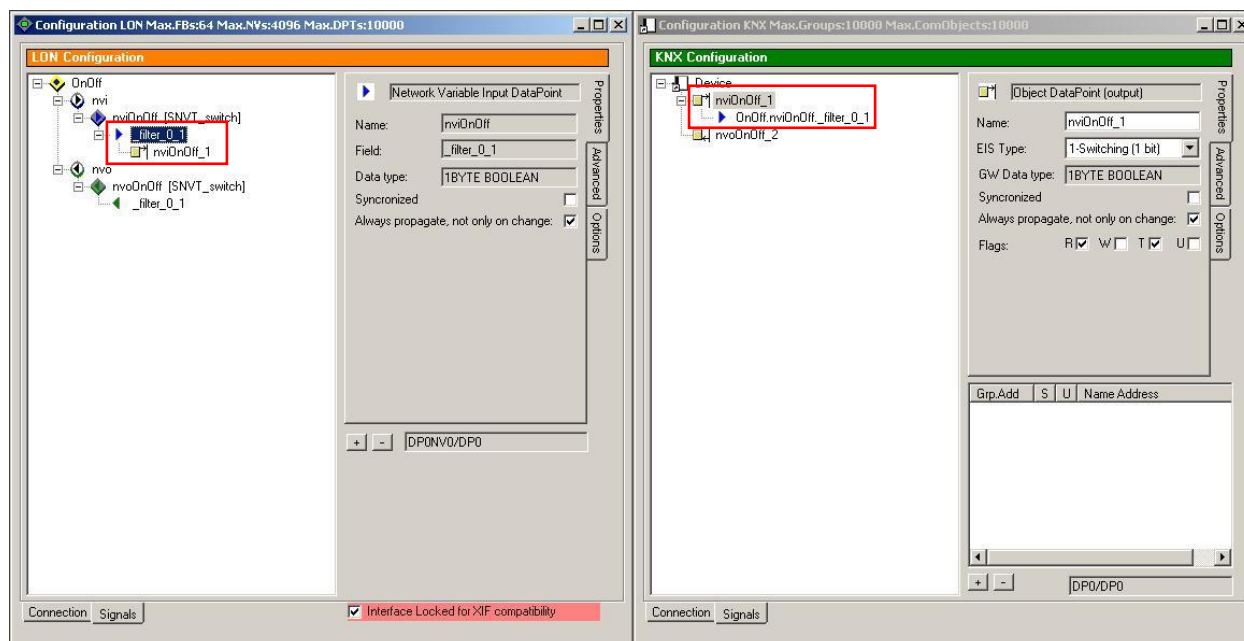 Configuration LON Max.FBs:64 Max.NVs:4096 Max.DPTs:10000
LON Configuration
OnOff
nvi
nviOnOff [SNVT_switch]
_filter_0_1
nviOnOff_1
nvo
nvoOnOff [SNVT_switch]
_filter_0_1
Network Variable Input DataPoint
Name: nviOnOff
Field: _filter_0_1
Data type: 1BYTE BOOLEAN
Syncronized
Always propagate, not only on change:
Properties
Advanced
Options
+ - DP0NV0/DP0
Connection Signals
Interface Locked for XIF compatibility
Configuration KNX Max.Groups:10000 Max.ComObjects:10000
KNX Configuration
Device
nviOnOff_1
OnOff.nviOnOff._filter_0_1
nvoOnOff_2
Object DataPoint (output)
Name: nviOnOff_1
EIS Type: 1-Switching (1 bit)
GW Data type: 1BYTE BOOLEAN
Syncronized
Always propagate, not only on change:
Flags: R W T U
Properties
Advanced
Options
Grp.Add S U Name Address
+ - DP0/DP0
Connection Signals